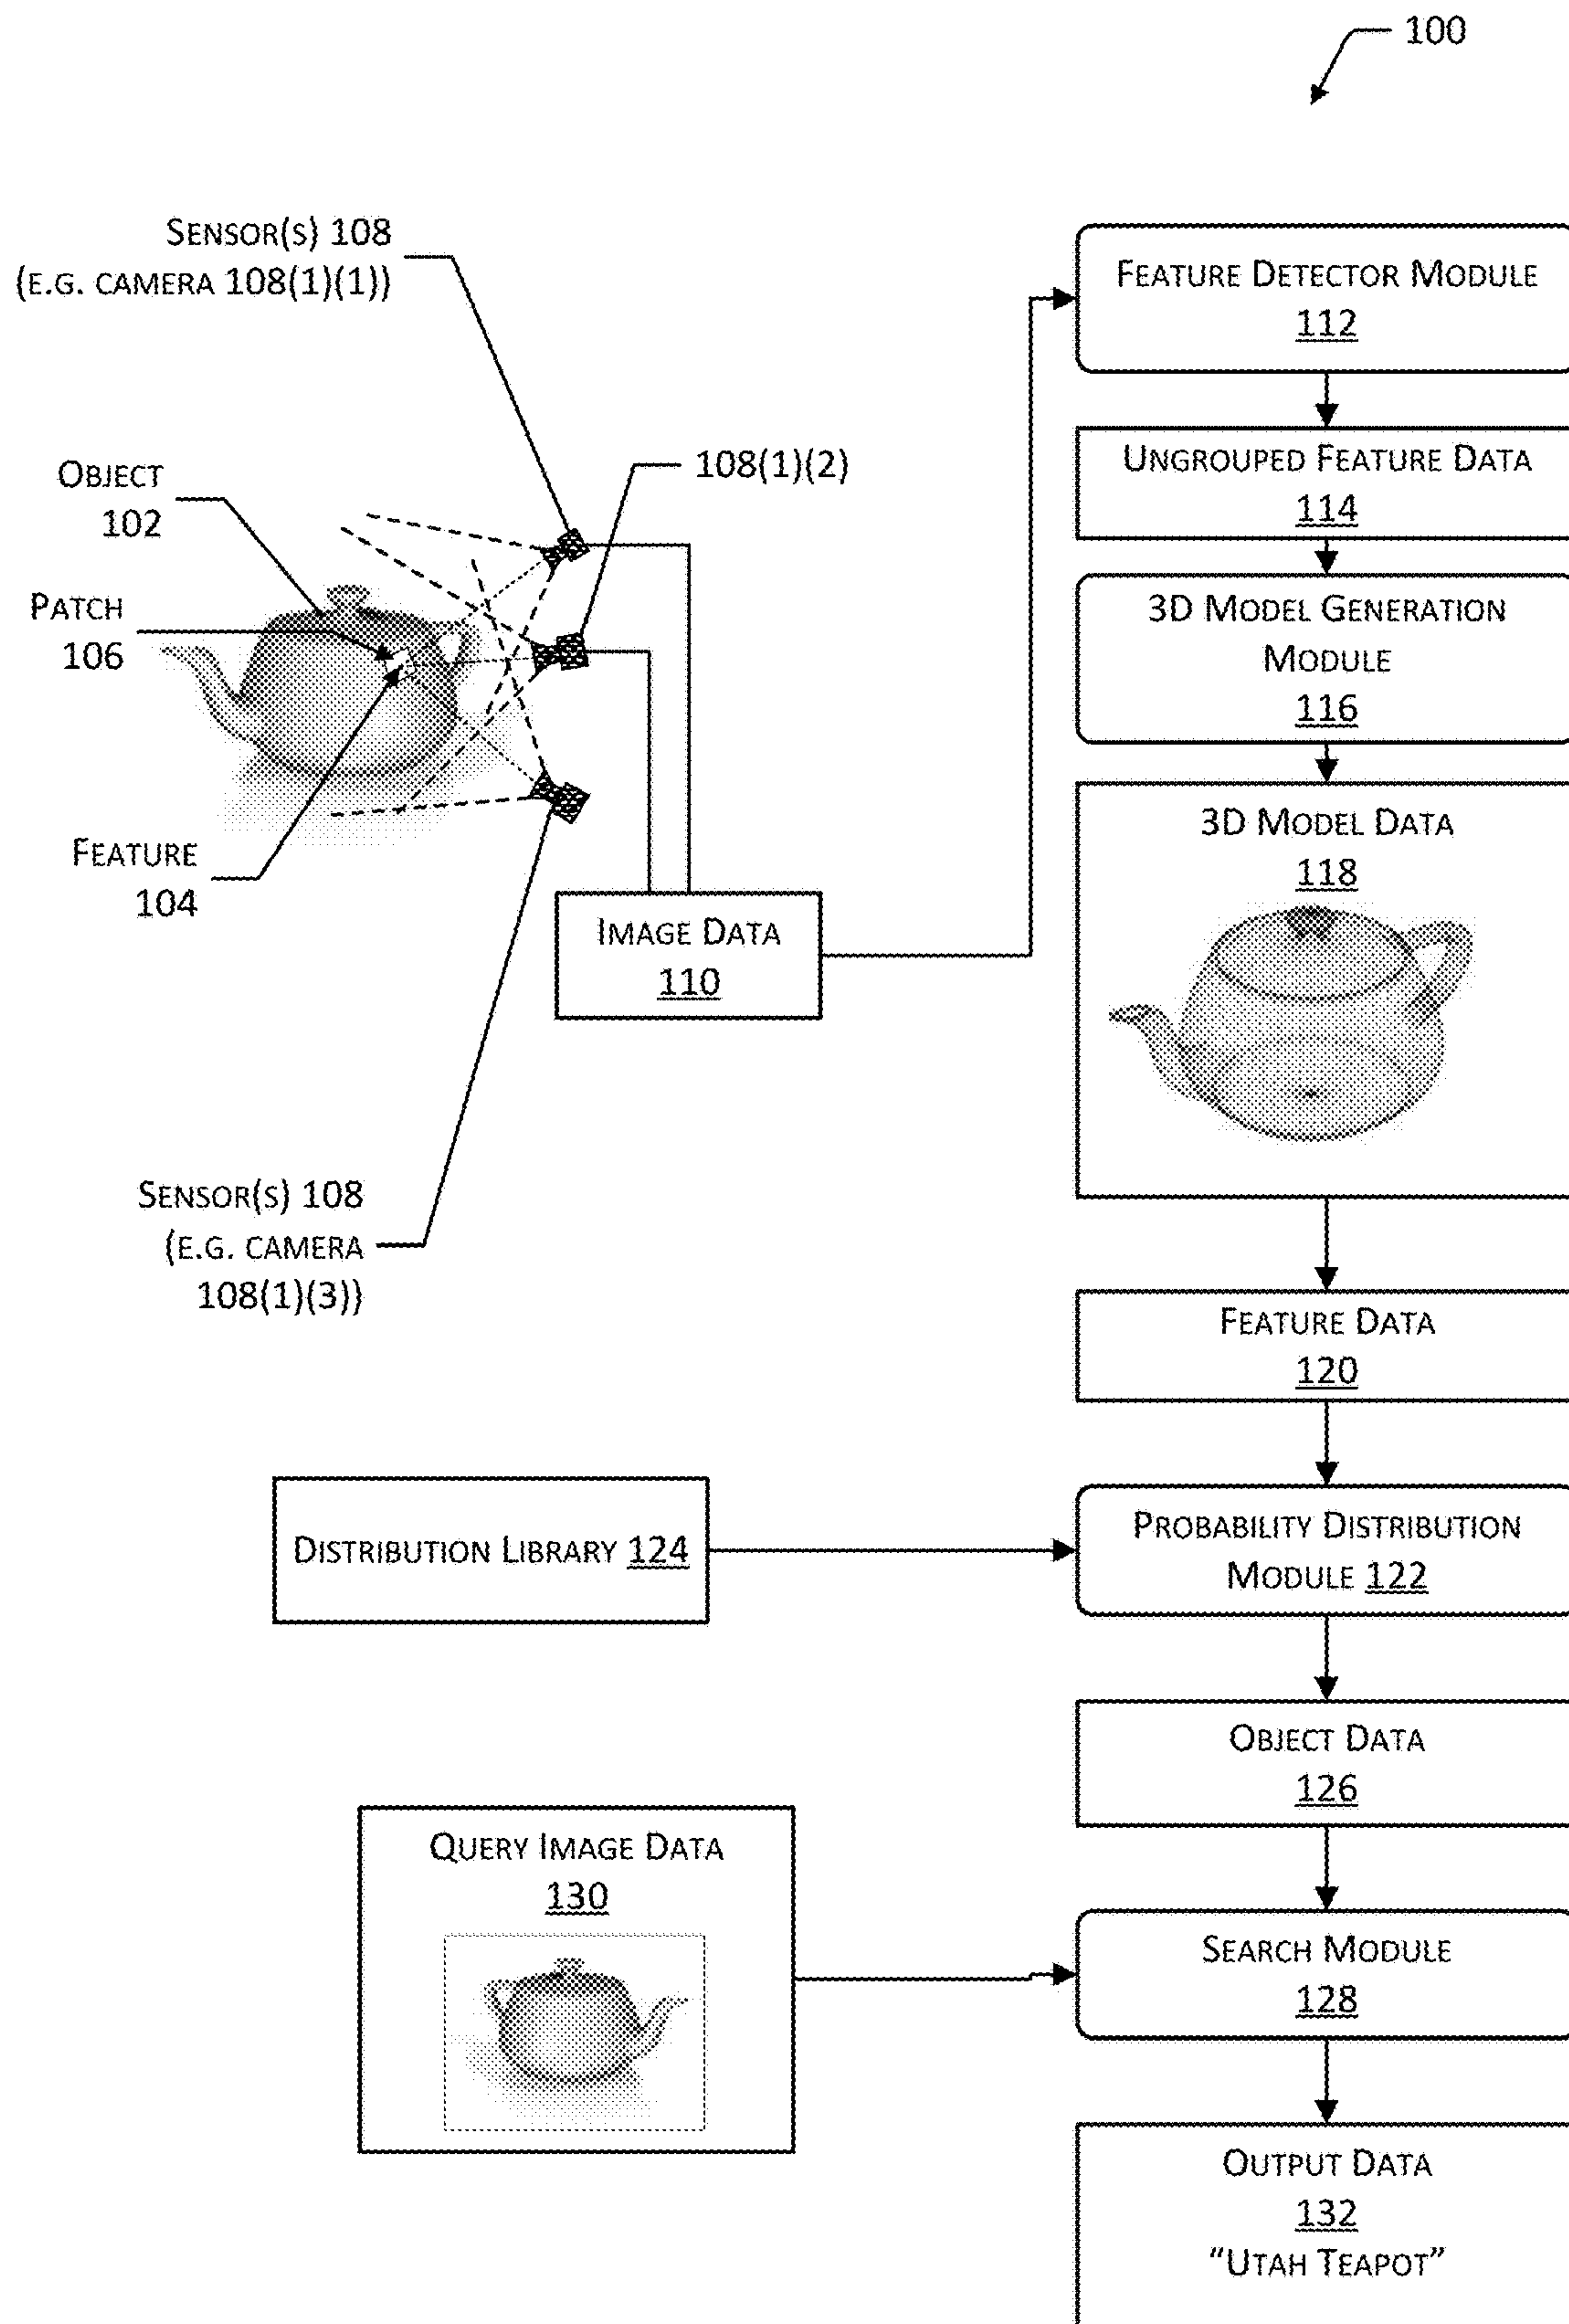 100
SENSOR(S) 108
(E.G. CAMERA 108(1)(1))
OBJECT
102
108(1)(2)
PATCH
106
FEATURE
104
IMAGE DATA
110
SENSOR(S) 108
(E.G. CAMERA
108(1)(3))
FEATURE DETECTOR MODULE
112
UNGROUPED FEATURE DATA
114
3D MODEL GENERATION
MODULE
116
3D MODEL DATA
118
FEATURE DATA
120
DISTRIBUTION LIBRARY 124
PROBABILITY DISTRIBUTION
MODULE 122
OBJECT DATA
126
QUERY IMAGE DATA
130
SEARCH MODULE
128
OUTPUT DATA
132
“UTAH TEAPOT”